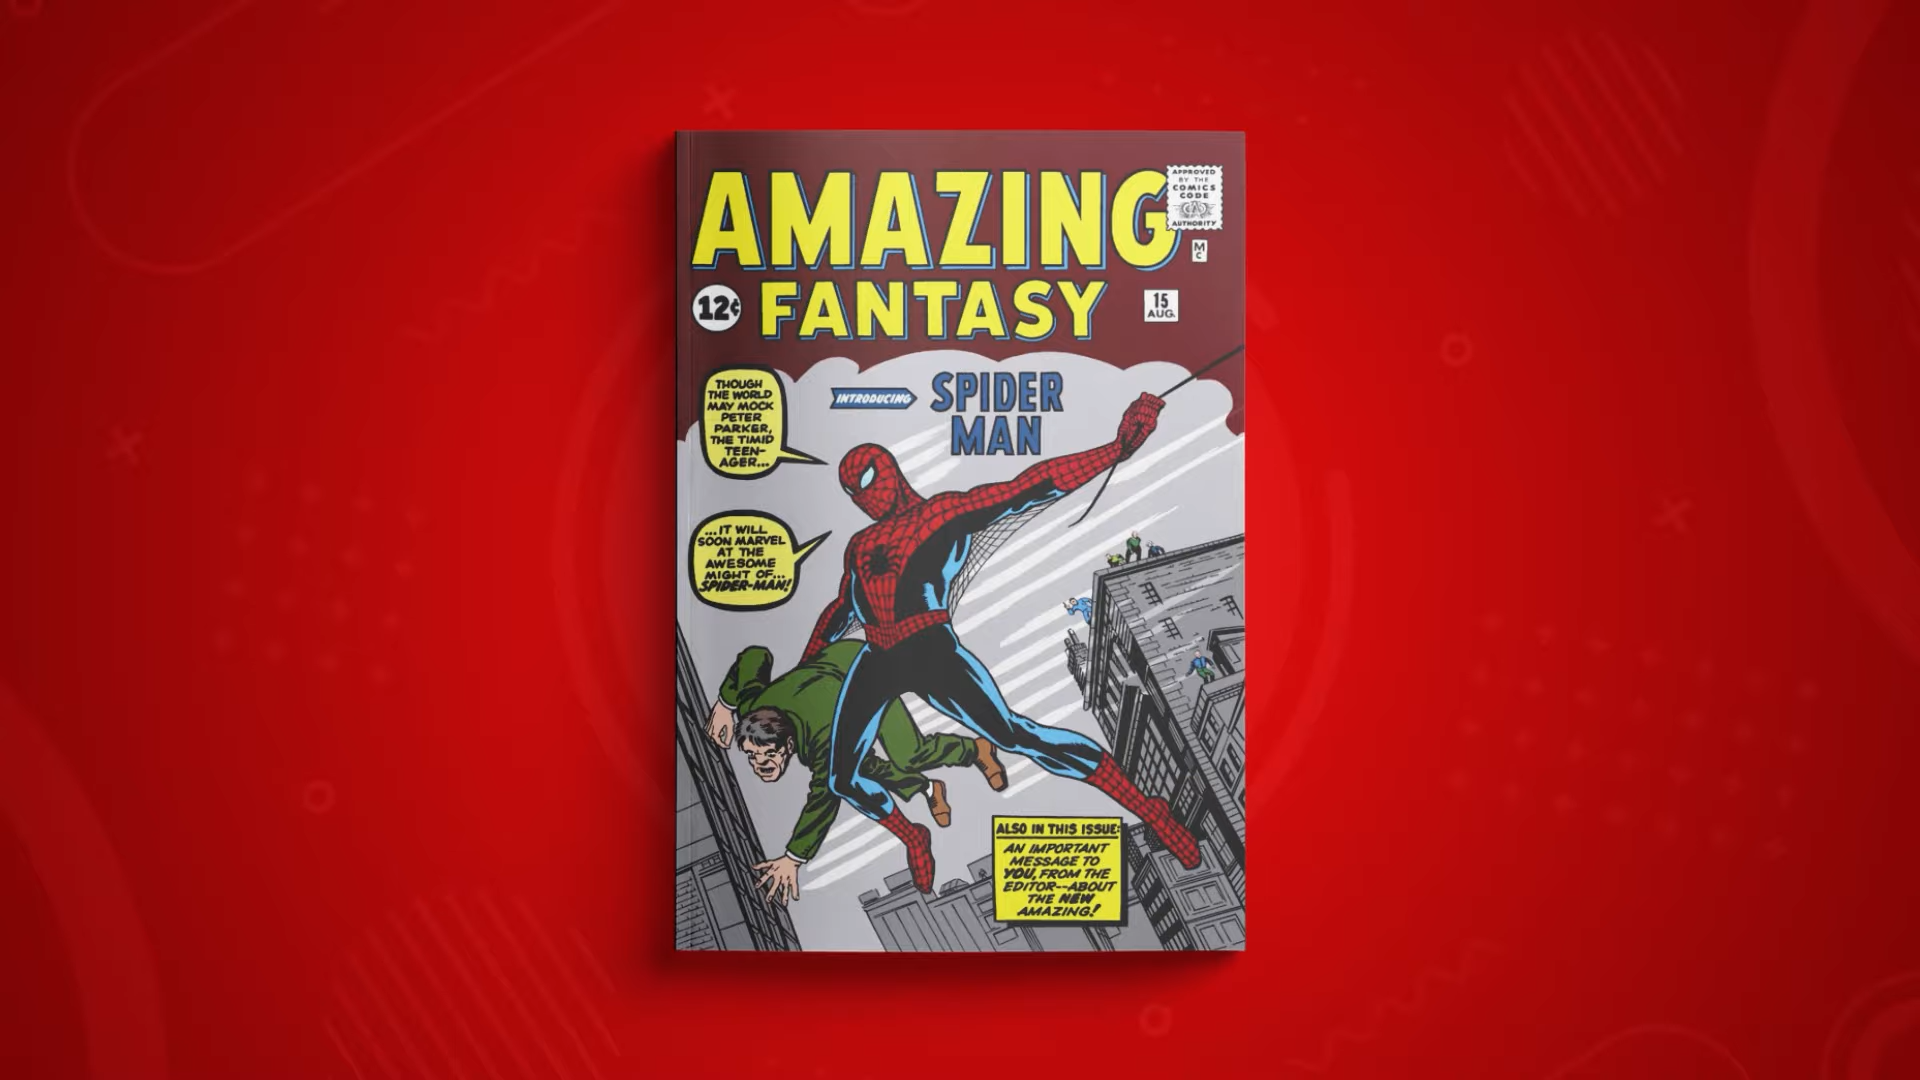 AMAZING
FANTASY
APPROVED
BY THE
COMICS
CODE
AUTHORITY
M
C
12¢
15
AUG.
THOUGH
THE WORLD
MAY MOCK
PETER
PARKER,
THE TIMID
TEEN-
AGER...
INTRODUCING
SPIDER
MAN
...IT WILL
SOON MARVEL
AT THE
AWESOME
MIGHT OF...
SPIDER-MAN!
ALSO IN THIS ISSUE:
AN IMPORTANT
MESSAGE TO
YOU, FROM THE
EDITOR--ABOUT
THE NEW
AMAZING!